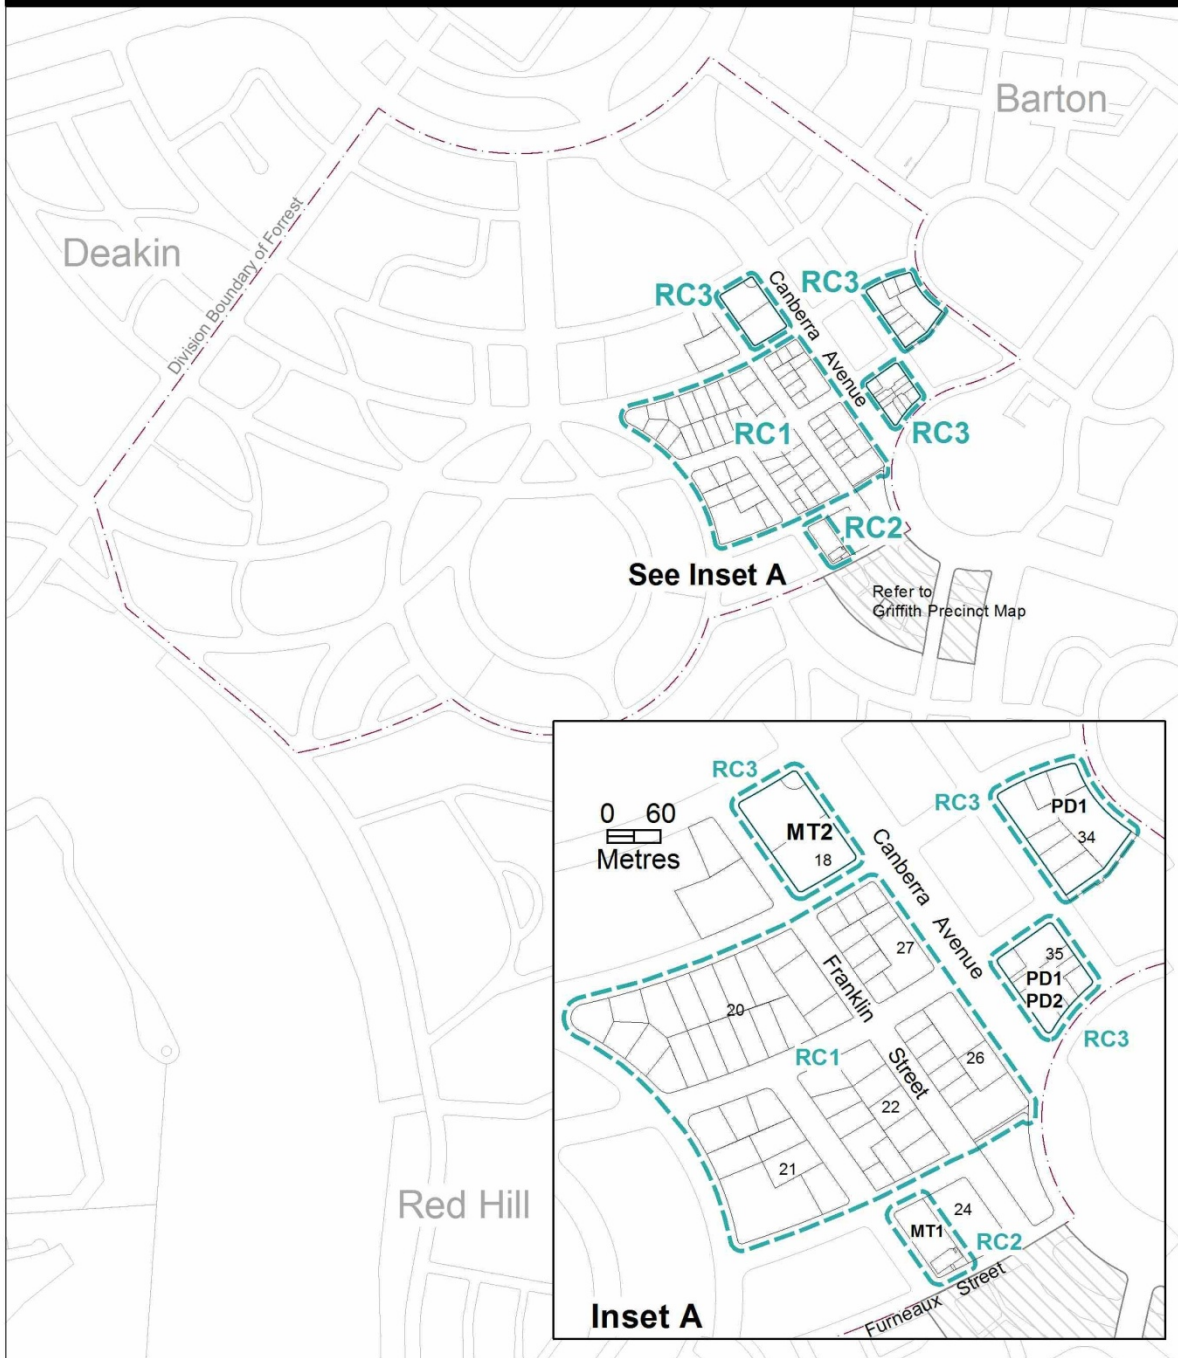 Barton
Deakin
Division Boundary of Forrest
RC3
Canberra
Avenue
RC3
RC1
RC3
RC2
See Inset A
Refer to
Griffith Precinct Map
Red Hill
RC3
0 60
Metres
MT2
18
Canberra
Avenue
RC3
PD1
34
27
35
PD1
PD2
RC3
Franklin
Street
20
RC1
26
22
21
24
MT1
RC2
Furneaux Street
Inset A